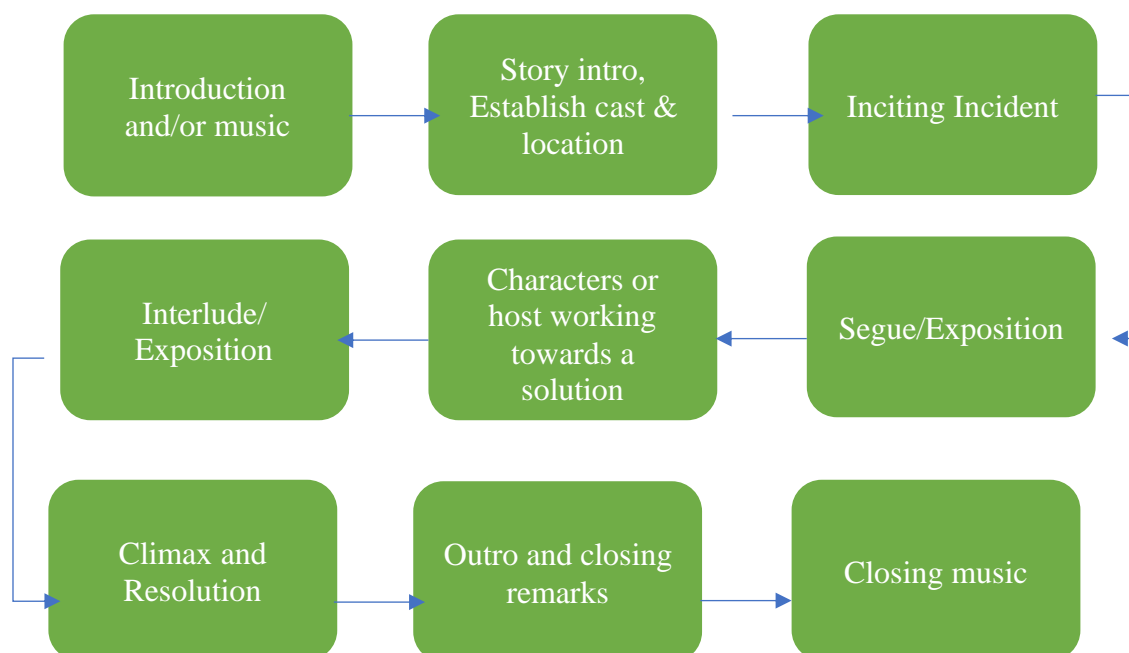 Introduction
and/or music
Story intro,
Establish cast &
location
Inciting Incident
Segue/Exposition
Characters or
host working
towards a
solution
Interlude/
Exposition
Climax and
Resolution
Outro and closing
remarks
Closing music